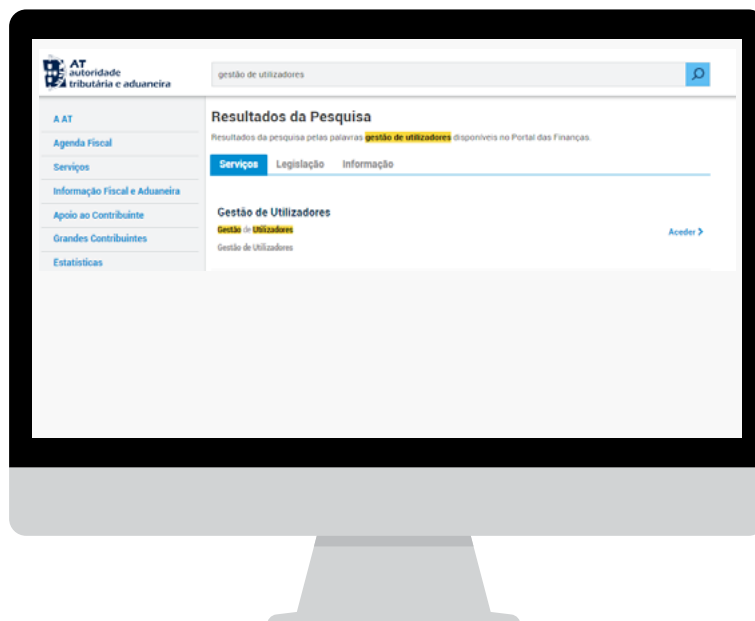 AT
autoridade
tributária e aduaneira
gestão de utilizadores
A AT
Agenda Fiscal
Serviços
Informação Fiscal e Aduaneira
Apoio ao Contribuinte
Grandes Contribuintes
Estatísticas
Resultados da Pesquisa
Resultados da pesquisa pelas palavras gestão de utilizadores disponíveis no Portal das Finanças.
Serviços Legislação Informação
Gestão de Utilizadores
Gestão de Utilizadores
Gestão de Utilizadores
Aceder